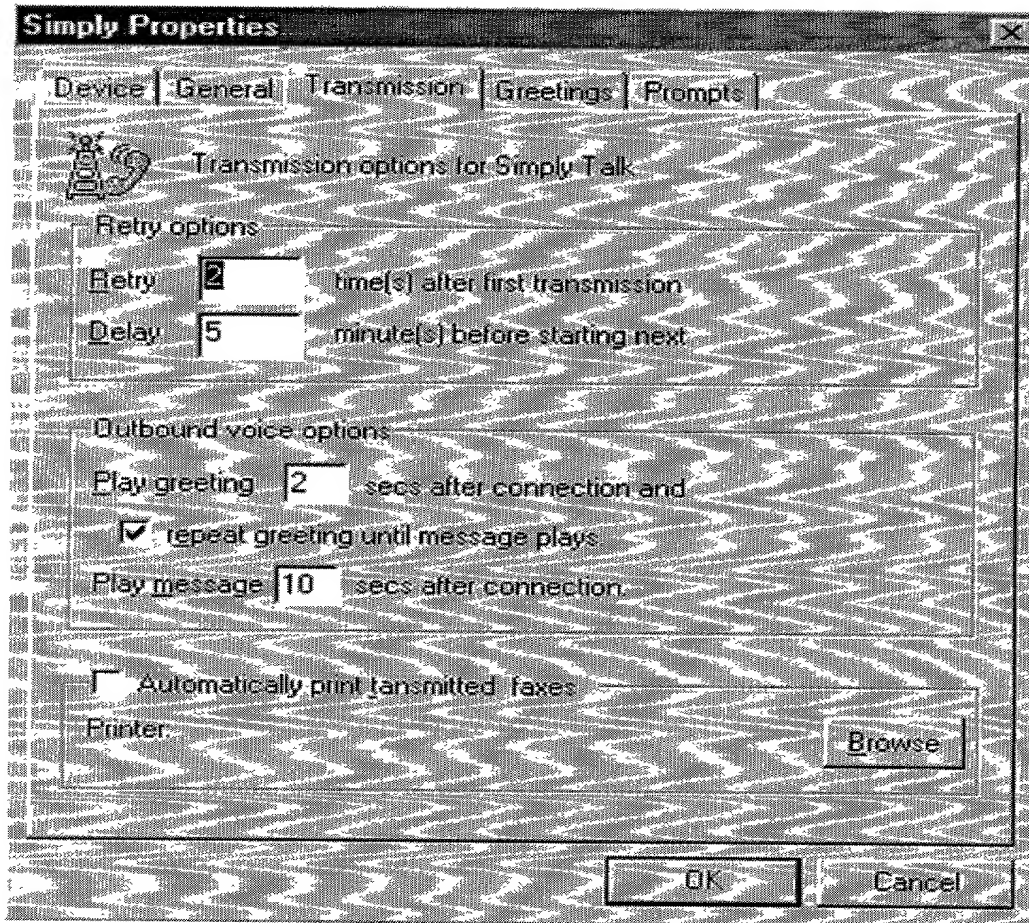 Simply Properties
Device General Transmission Greetings Prompts
Transmission options for Simply Talk
Retry options
Retry 2 time(s) after first transmission
Delay 5 minute(s) before starting next
Outbound voice options
Play greeting 2 secs after connection and
repeat greeting until message plays
Play message 10 secs after connection.
Automatically print tansmitted faxes
Printer:
Browse
OK Cancel